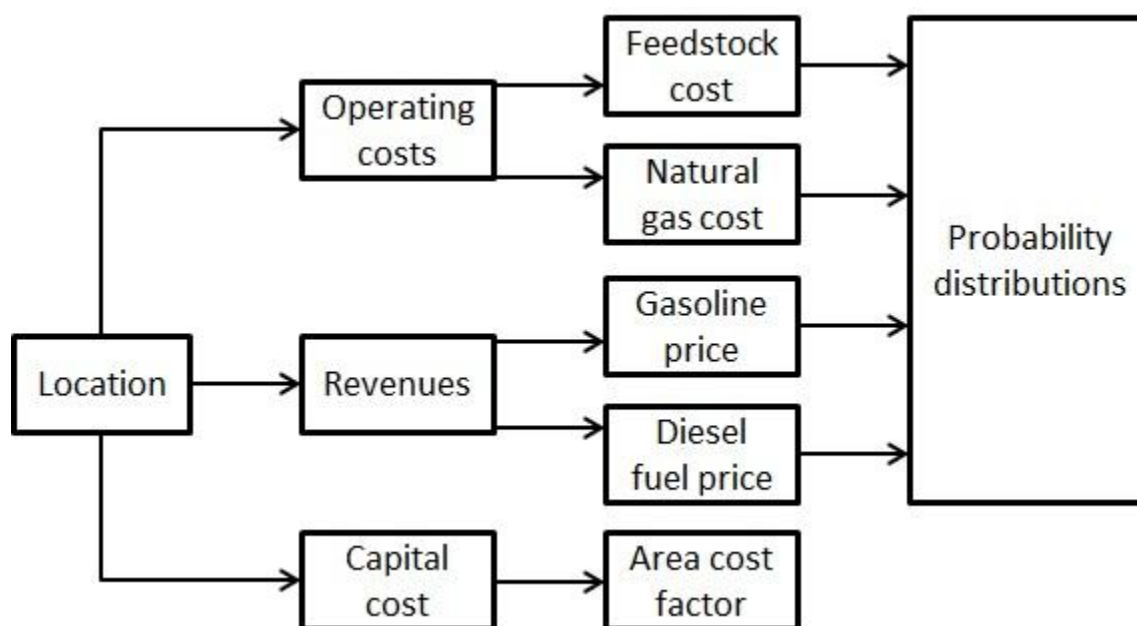 Feedstock
cost
Operating
costs
Natural
gas cost
Probability
distributions
Gasoline
price
Location
Revenues
Diesel
fuel price
Capital
cost
Area cost
factor